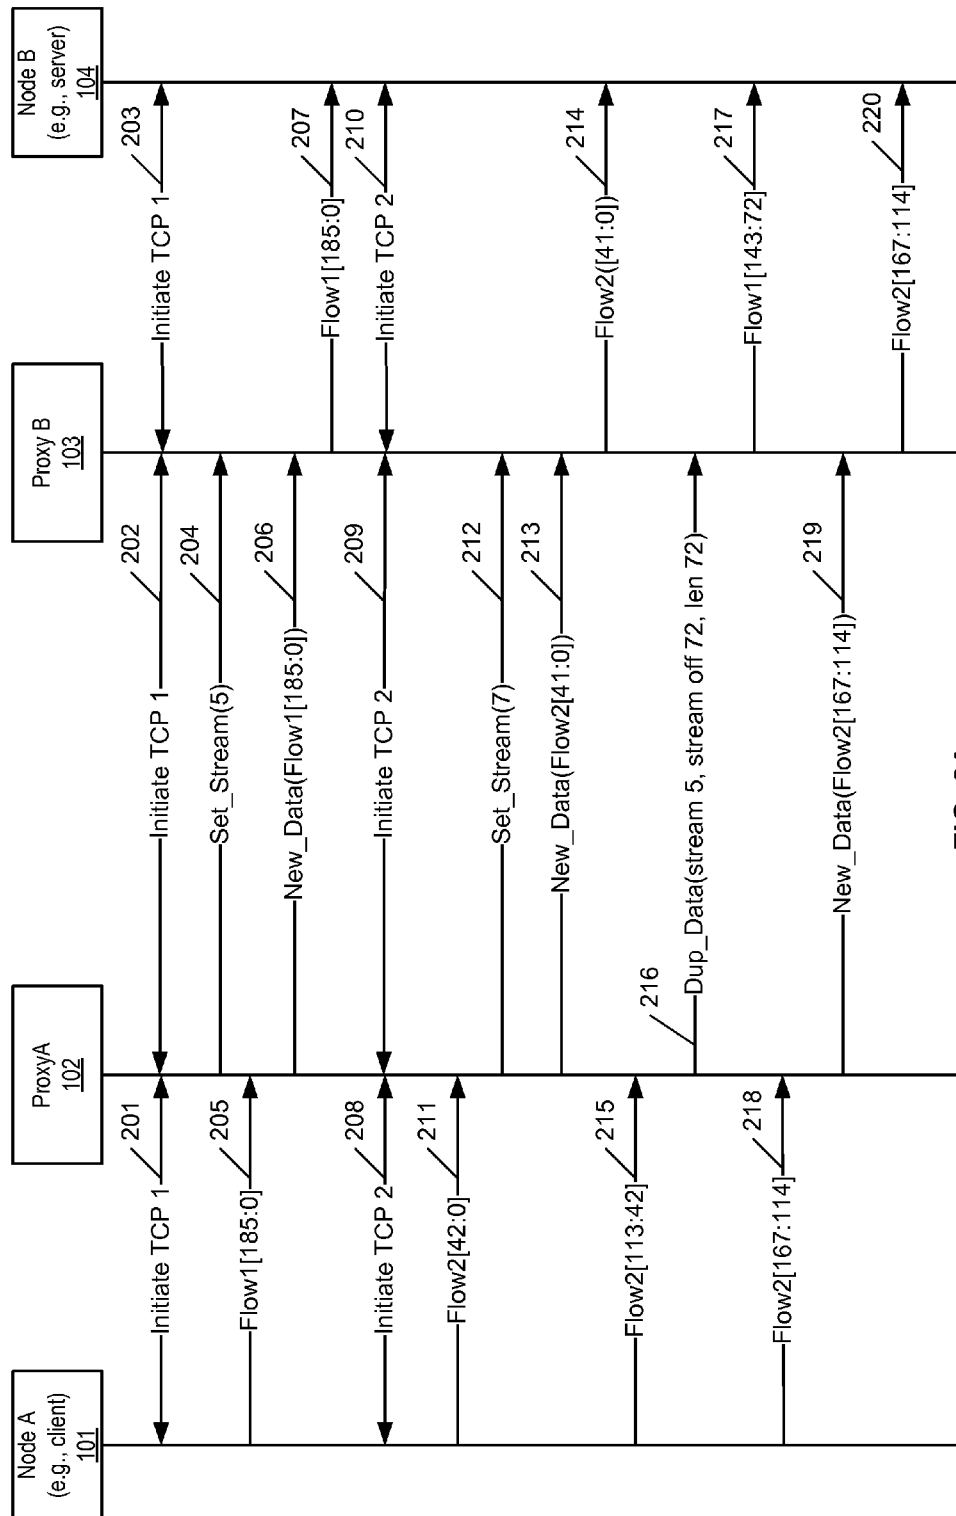 Node A
(e.g., client)
101
ProxyA
102
Proxy B
103
Node B
(e.g., server)
104
Initiate TCP 1
201
Initiate TCP 1
202
Initiate TCP 1
203
Set_Stream(5)
204
Flow1[185:0]
205
New_Data(Flow1[185:0])
206
Flow1[185:0]
207
Initiate TCP 2
208
Initiate TCP 2
209
Initiate TCP 2
210
Flow2[42:0]
211
Set_Stream(7)
212
New_Data(Flow2[41:0])
213
Flow2([41:0])
214
Flow2[113:42]
215
216
Dup_Data(stream 5, stream off 72, len 72)
Flow1[143:72]
217
Flow2[167:114]
218
New_Data(Flow2[167:114])
219
Flow2[167:114]
220